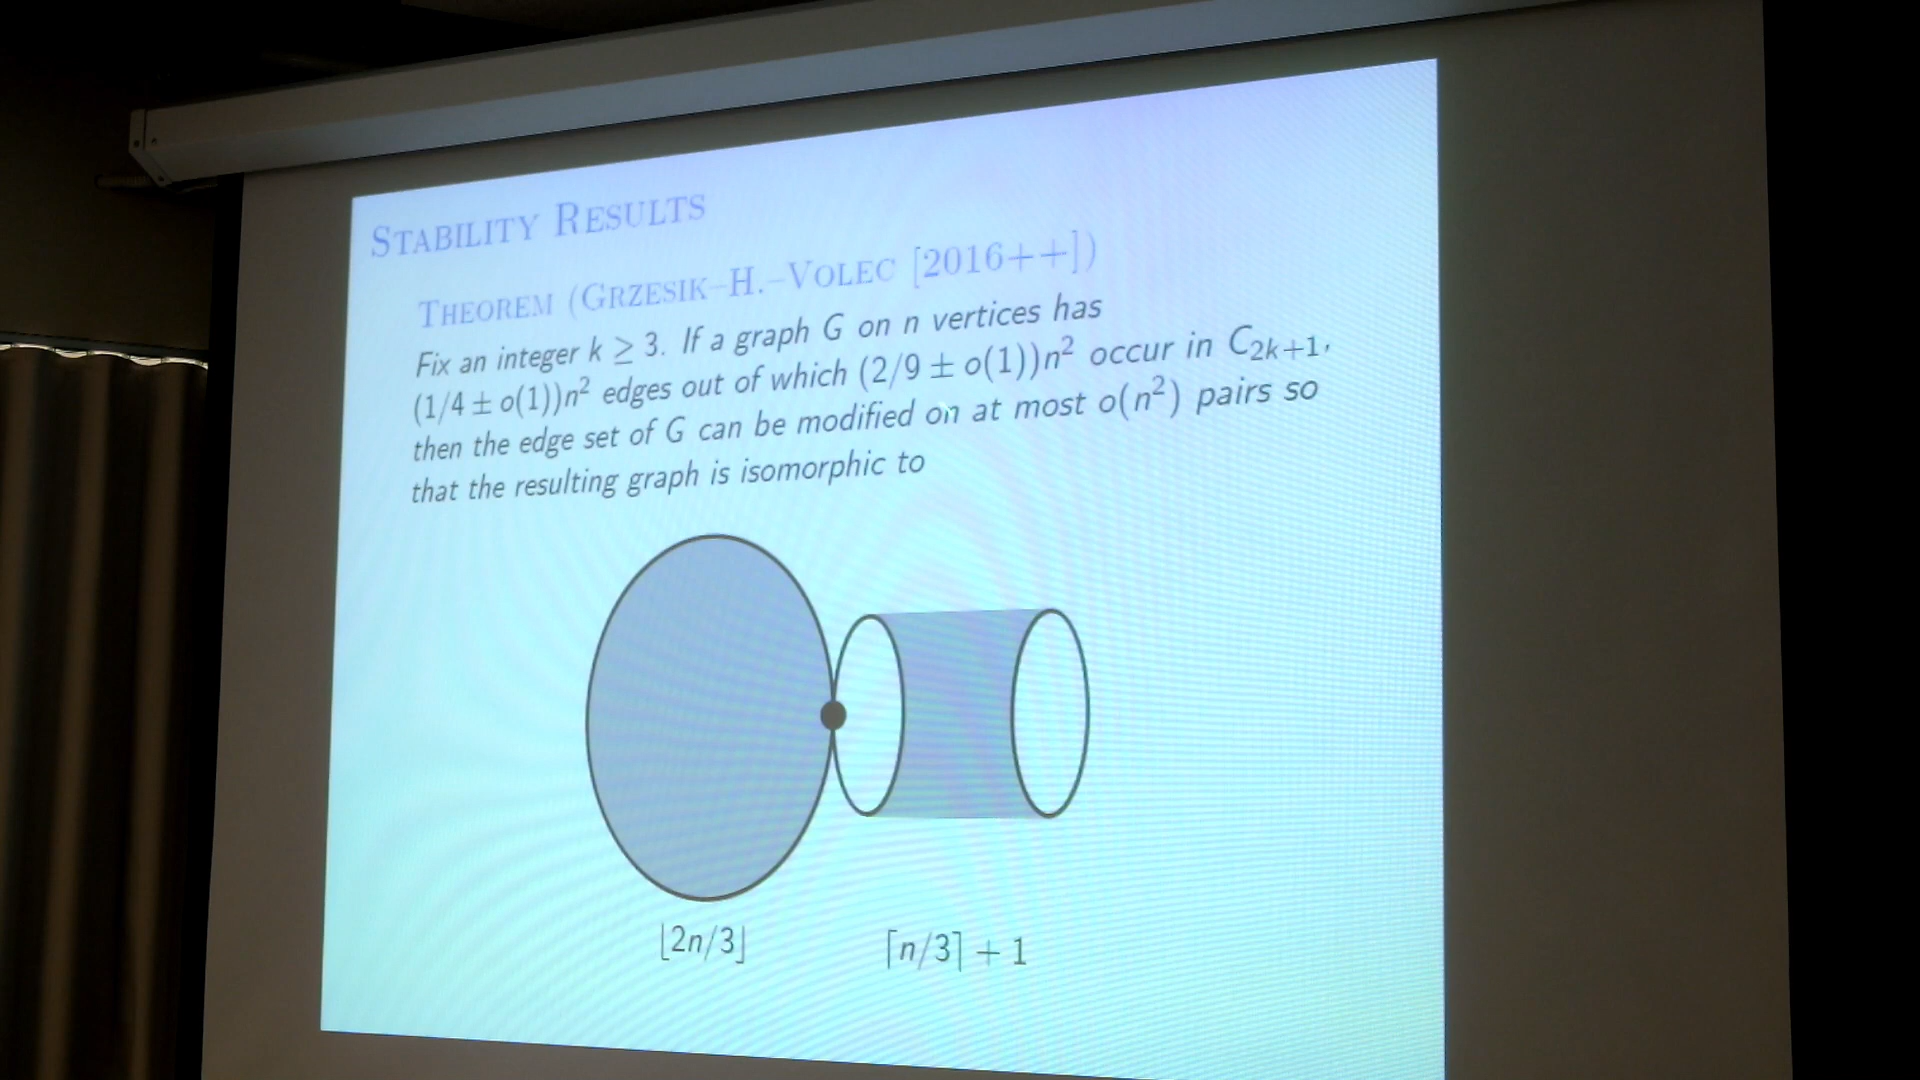 STABILITY RESULTS
THEOREM (GRZESIK–H.–VOLEC [2016++])
Fix an integer k ≥ 3. If a graph G on n vertices has
(1/4 ± o(1))n² edges out of which (2/9 ± o(1))n² occur in C₂ₖ₊₁,
then the edge set of G can be modified on at most o(n²) pairs so
that the resulting graph is isomorphic to
⌊2n/3⌋ ⌈n/3⌉ + 1